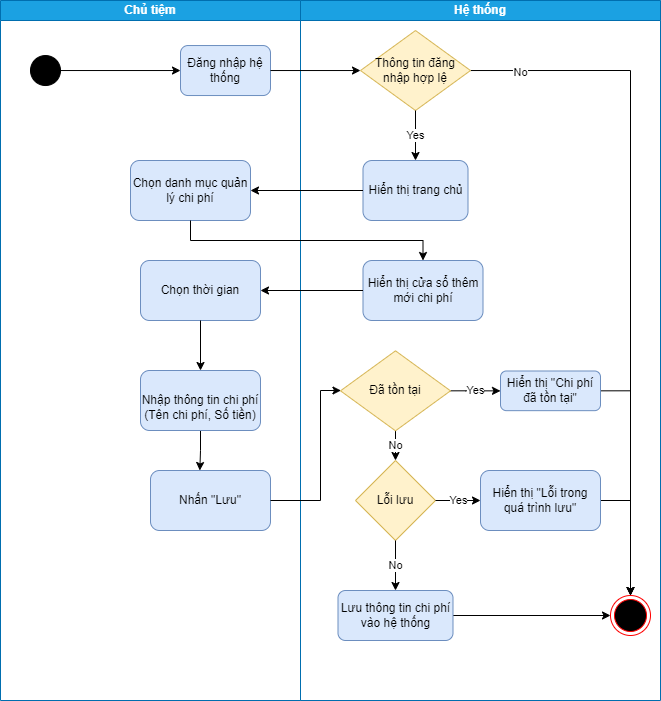 Chủ tiệm
Hệ thống
Đăng nhập hệ
thống
Thông tin đăng
nhập hợp lệ
No
Yes
Chọn danh mục quản
lý chi phí
Hiển thị trang chủ
Chọn thời gian
Hiển thị cửa sổ thêm
mới chi phí
Nhập thông tin chi phí
(Tên chi phí, Số tiền)
Đã tồn tại
Yes
Hiển thị "Chi phí
đã tồn tại"
No
Nhấn "Lưu"
Lỗi lưu
Yes
Hiển thị "Lỗi trong
quá trình lưu"
No
Lưu thông tin chi phí
vào hệ thống